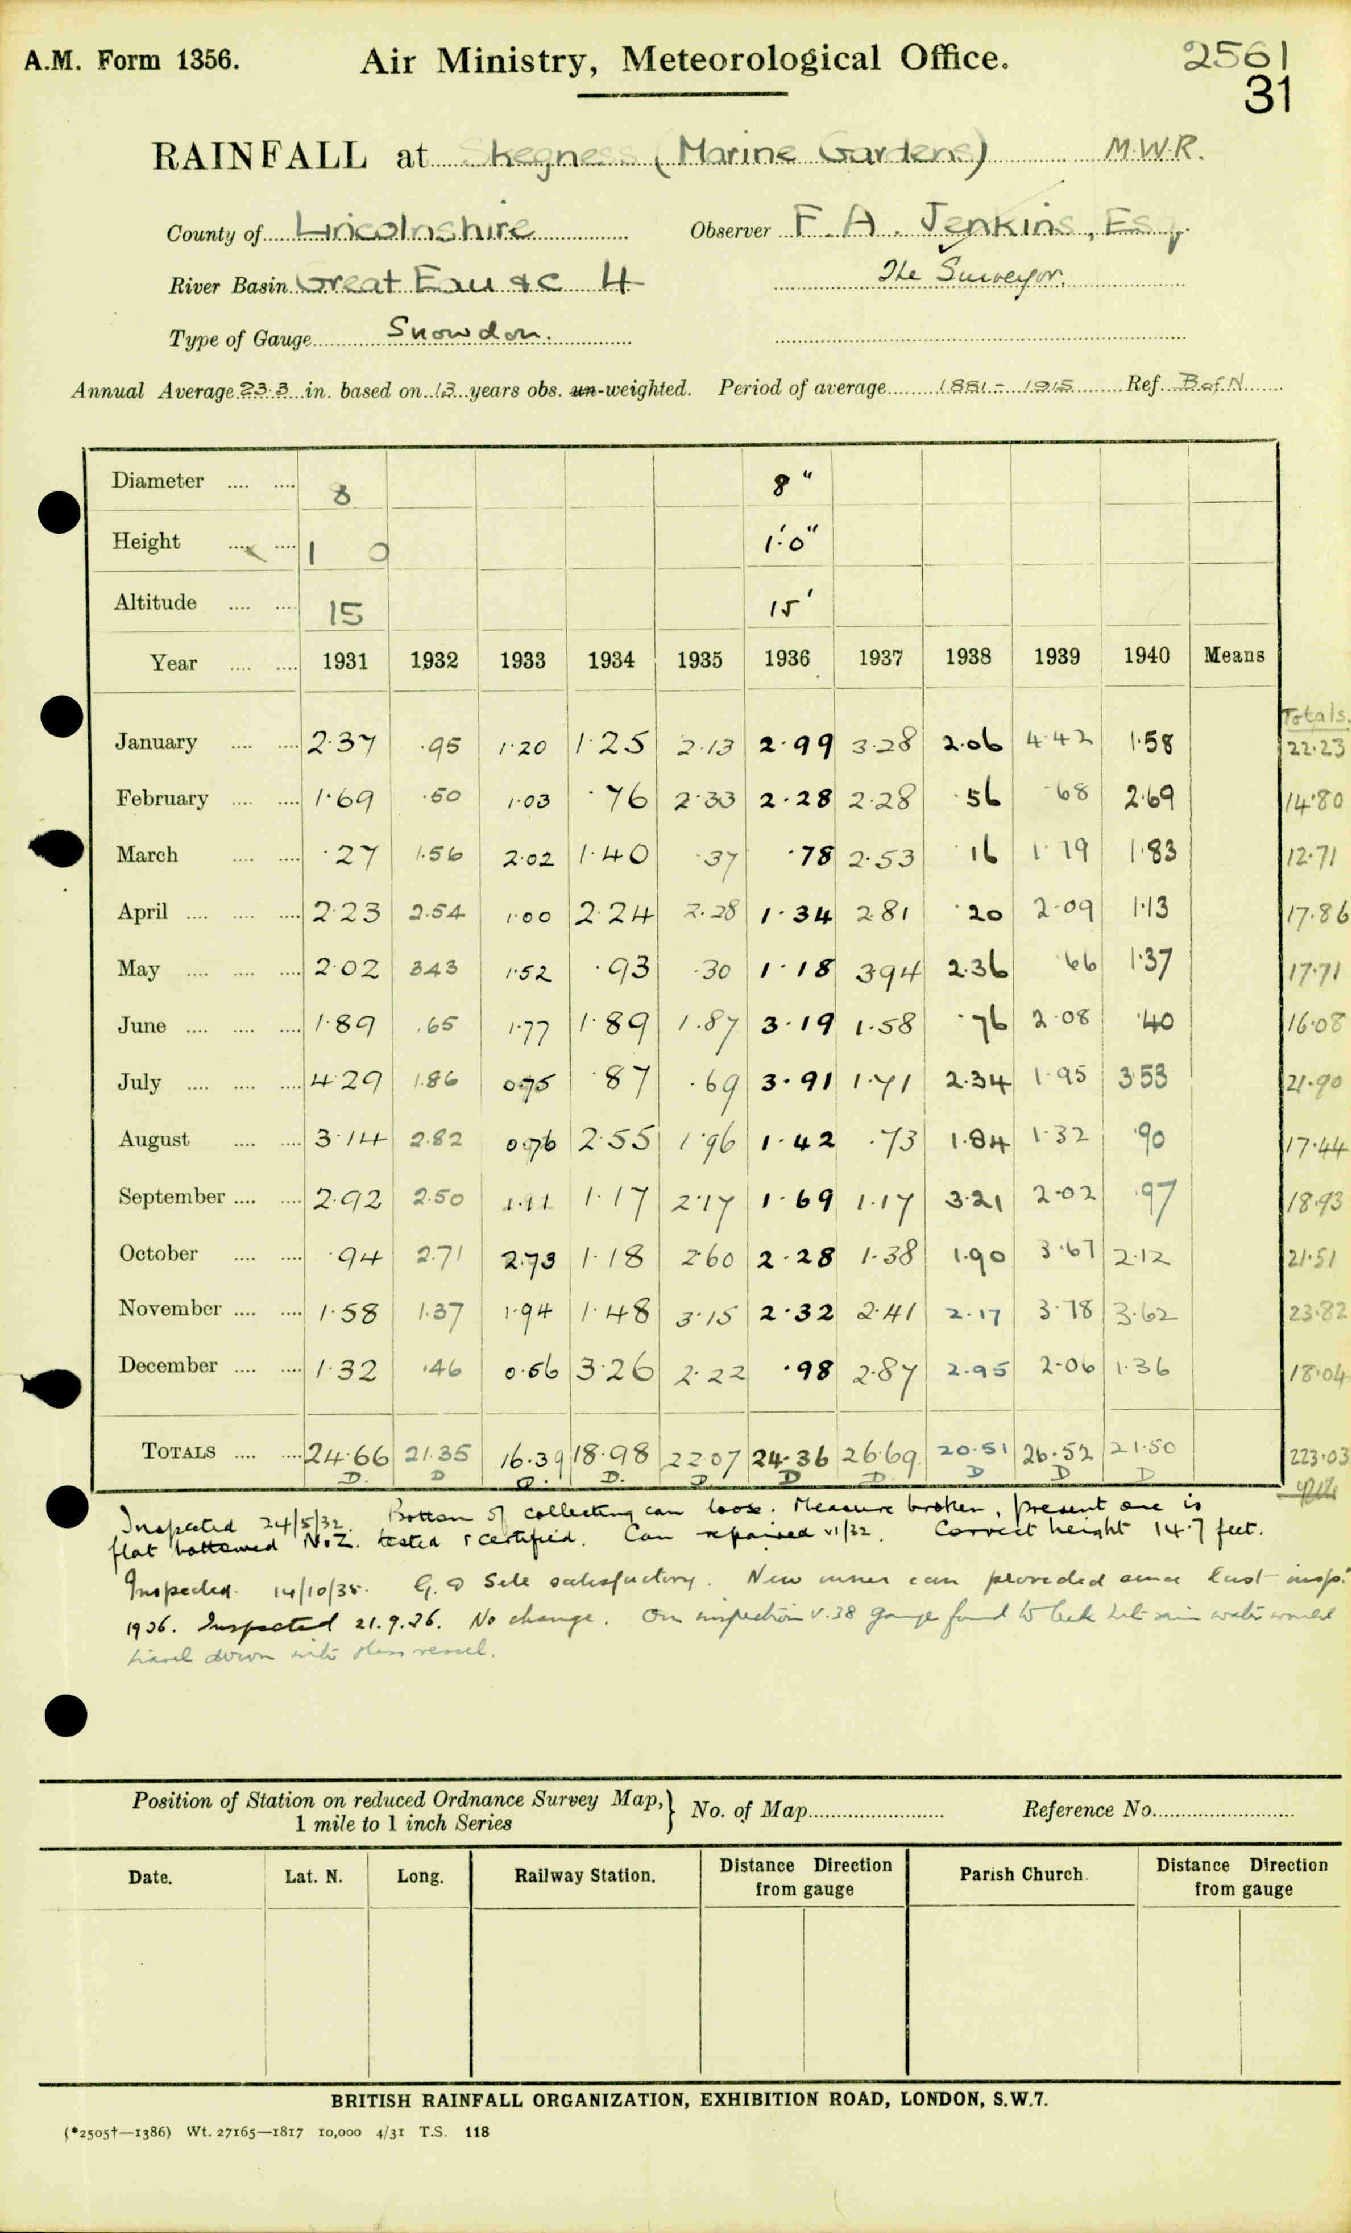 A.M. Form 1356. Air Ministry, Meteorological Office. 2561
31
RAINFALL at Skegness (Marine Gardens) M.W.R.
County of Lincolnshire Observer F. A. Jenkins, Esq.
River Basin Great Eau &c 4 The Surveyor.
Type of Gauge Snowdon.
Annual Average 23.3 in. based on 13 years obs. un-weighted. Period of average 1881 - 1915 Ref. B of N
Diameter 8 8"
Height 1 0 1'.0"
Altitude 15 15'
Year 1931 1932 1933 1934 1935 1936 1937 1938 1939 1940 Means
Totals.
January 2.37 .95 1.20 1.25 2.13 2.99 3.28 2.06 4.42 1.58 22.23
February 1.69 .50 1.03 .76 2.33 2.28 2.28 .56 .68 2.69 14.80
March .27 1.56 2.02 1.40 .37 .78 2.53 .16 1.79 1.83 12.71
April 2.23 2.54 1.00 2.24 2.28 1.34 2.81 .20 2.09 1.13 17.86
May 2.02 3.43 1.52 .93 .30 1.18 3.94 2.36 .66 1.37 17.71
June 1.89 .65 1.77 1.89 1.87 3.19 1.58 .76 2.08 .40 16.08
July 4.29 1.86 0.75 .87 .69 3.91 1.71 2.34 1.95 3.53 21.90
August 3.14 2.82 0.76 2.55 1.96 1.42 .73 1.84 1.32 .90 17.44
September 2.92 2.50 1.11 1.17 2.17 1.69 1.17 3.21 2.02 .97 18.93
October .94 2.71 2.73 1.18 2.60 2.28 1.38 1.90 3.67 2.12 21.51
November 1.58 1.37 1.94 1.48 3.15 2.32 2.41 2.17 3.78 3.62 23.82
December 1.32 .46 0.56 3.26 2.22 .98 2.87 2.95 2.06 1.36 18.04
TOTALS 24.66 21.35 16.39 18.98 22.07 24.36 26.69 20.51 26.52 21.50 223.03
D. D D. D. D. D D. D D D
Inspected 24/5/32. Bottom of collecting can loose. Measure broken, present one is
flat bottomed N.Z. tested & certified. Can repaired VI/32. Correct height 14.7 feet.
Inspected 14/10/35. G.O Site satisfactory. New inner can provided since last insp.
1936. Inspected 21.9.36. No change. On inspection V.38 gauge found to leak but rain water would
travel down into glass vessel.
Position of Station on reduced Ordnance Survey Map, } No. of Map Reference No.
1 mile to 1 inch Series
Date. Lat. N. Long. Railway Station. Distance Direction from gauge Parish Church. Distance Direction from gauge
BRITISH RAINFALL ORGANIZATION, EXHIBITION ROAD, LONDON, S.W.7.
(*2505†—1386) Wt. 27165—1817 10,000 4/31 T.S. 118